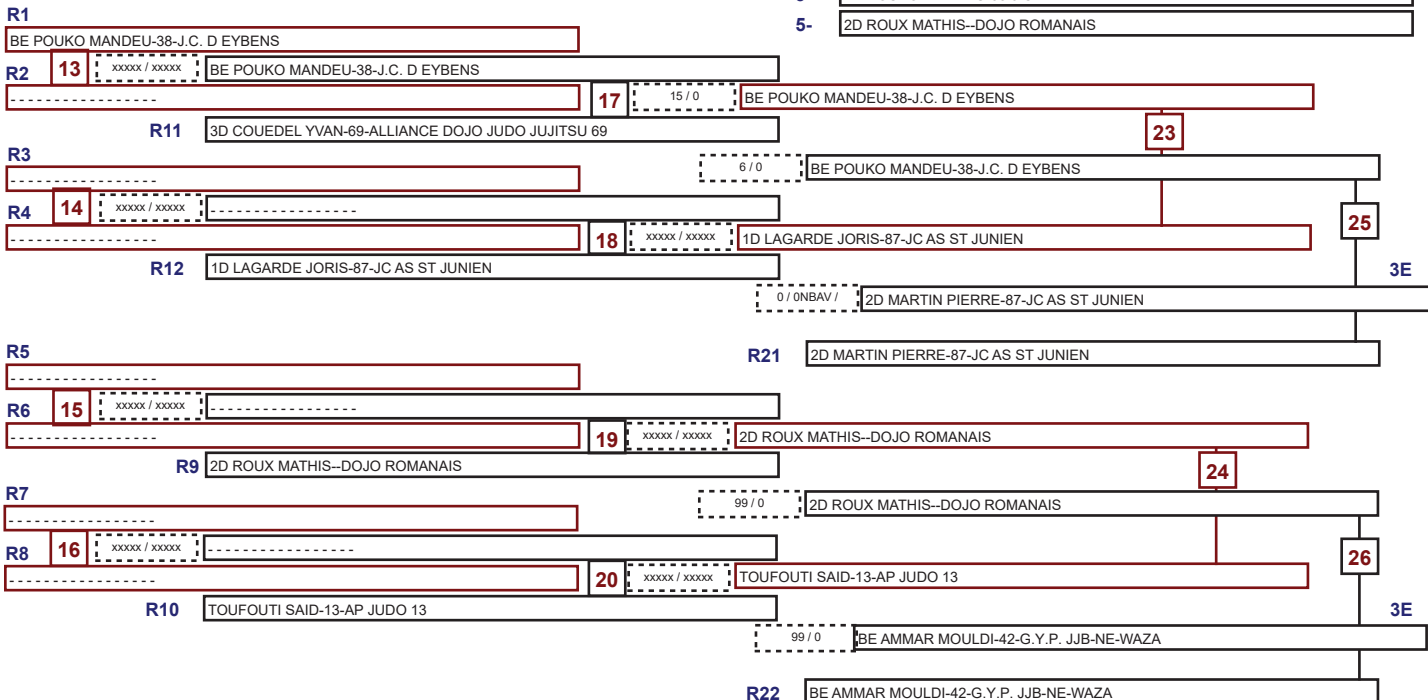 5- 2D ROUX MATHIS--DOJO ROMANAIS
R1
BE POUKO MANDEU-38-J.C. D EYBENS
R2 13 xxxxx / xxxxx BE POUKO MANDEU-38-J.C. D EYBENS
- - - - - - - - - - - - - - - - - 17 15 / 0 BE POUKO MANDEU-38-J.C. D EYBENS
R11 3D COUEDEL YVAN-69-ALLIANCE DOJO JUDO JUJITSU 69 23
R3
- - - - - - - - - - - - - - - - - 6 / 0 BE POUKO MANDEU-38-J.C. D EYBENS
R4 14 xxxxx / xxxxx - - - - - - - - - - - - - - - - -
- - - - - - - - - - - - - - - - - 18 xxxxx / xxxxx 1D LAGARDE JORIS-87-JC AS ST JUNIEN 25
R12 1D LAGARDE JORIS-87-JC AS ST JUNIEN 3E
0 / 0NBAV / 2D MARTIN PIERRE-87-JC AS ST JUNIEN
R5 R21 2D MARTIN PIERRE-87-JC AS ST JUNIEN
- - - - - - - - - - - - - - - - -
R6 15 xxxxx / xxxxx - - - - - - - - - - - - - - - - -
- - - - - - - - - - - - - - - - - 19 xxxxx / xxxxx 2D ROUX MATHIS--DOJO ROMANAIS
R9 2D ROUX MATHIS--DOJO ROMANAIS 24
R7
- - - - - - - - - - - - - - - - - 99 / 0 2D ROUX MATHIS--DOJO ROMANAIS
R8 16 xxxxx / xxxxx - - - - - - - - - - - - - - - - - 26
- - - - - - - - - - - - - - - - - 20 xxxxx / xxxxx TOUFOUTI SAID-13-AP JUDO 13
R10 TOUFOUTI SAID-13-AP JUDO 13 3E
99 / 0 BE AMMAR MOULDI-42-G.Y.P. JJB-NE-WAZA
R22 BE AMMAR MOULDI-42-G.Y.P. JJB-NE-WAZA